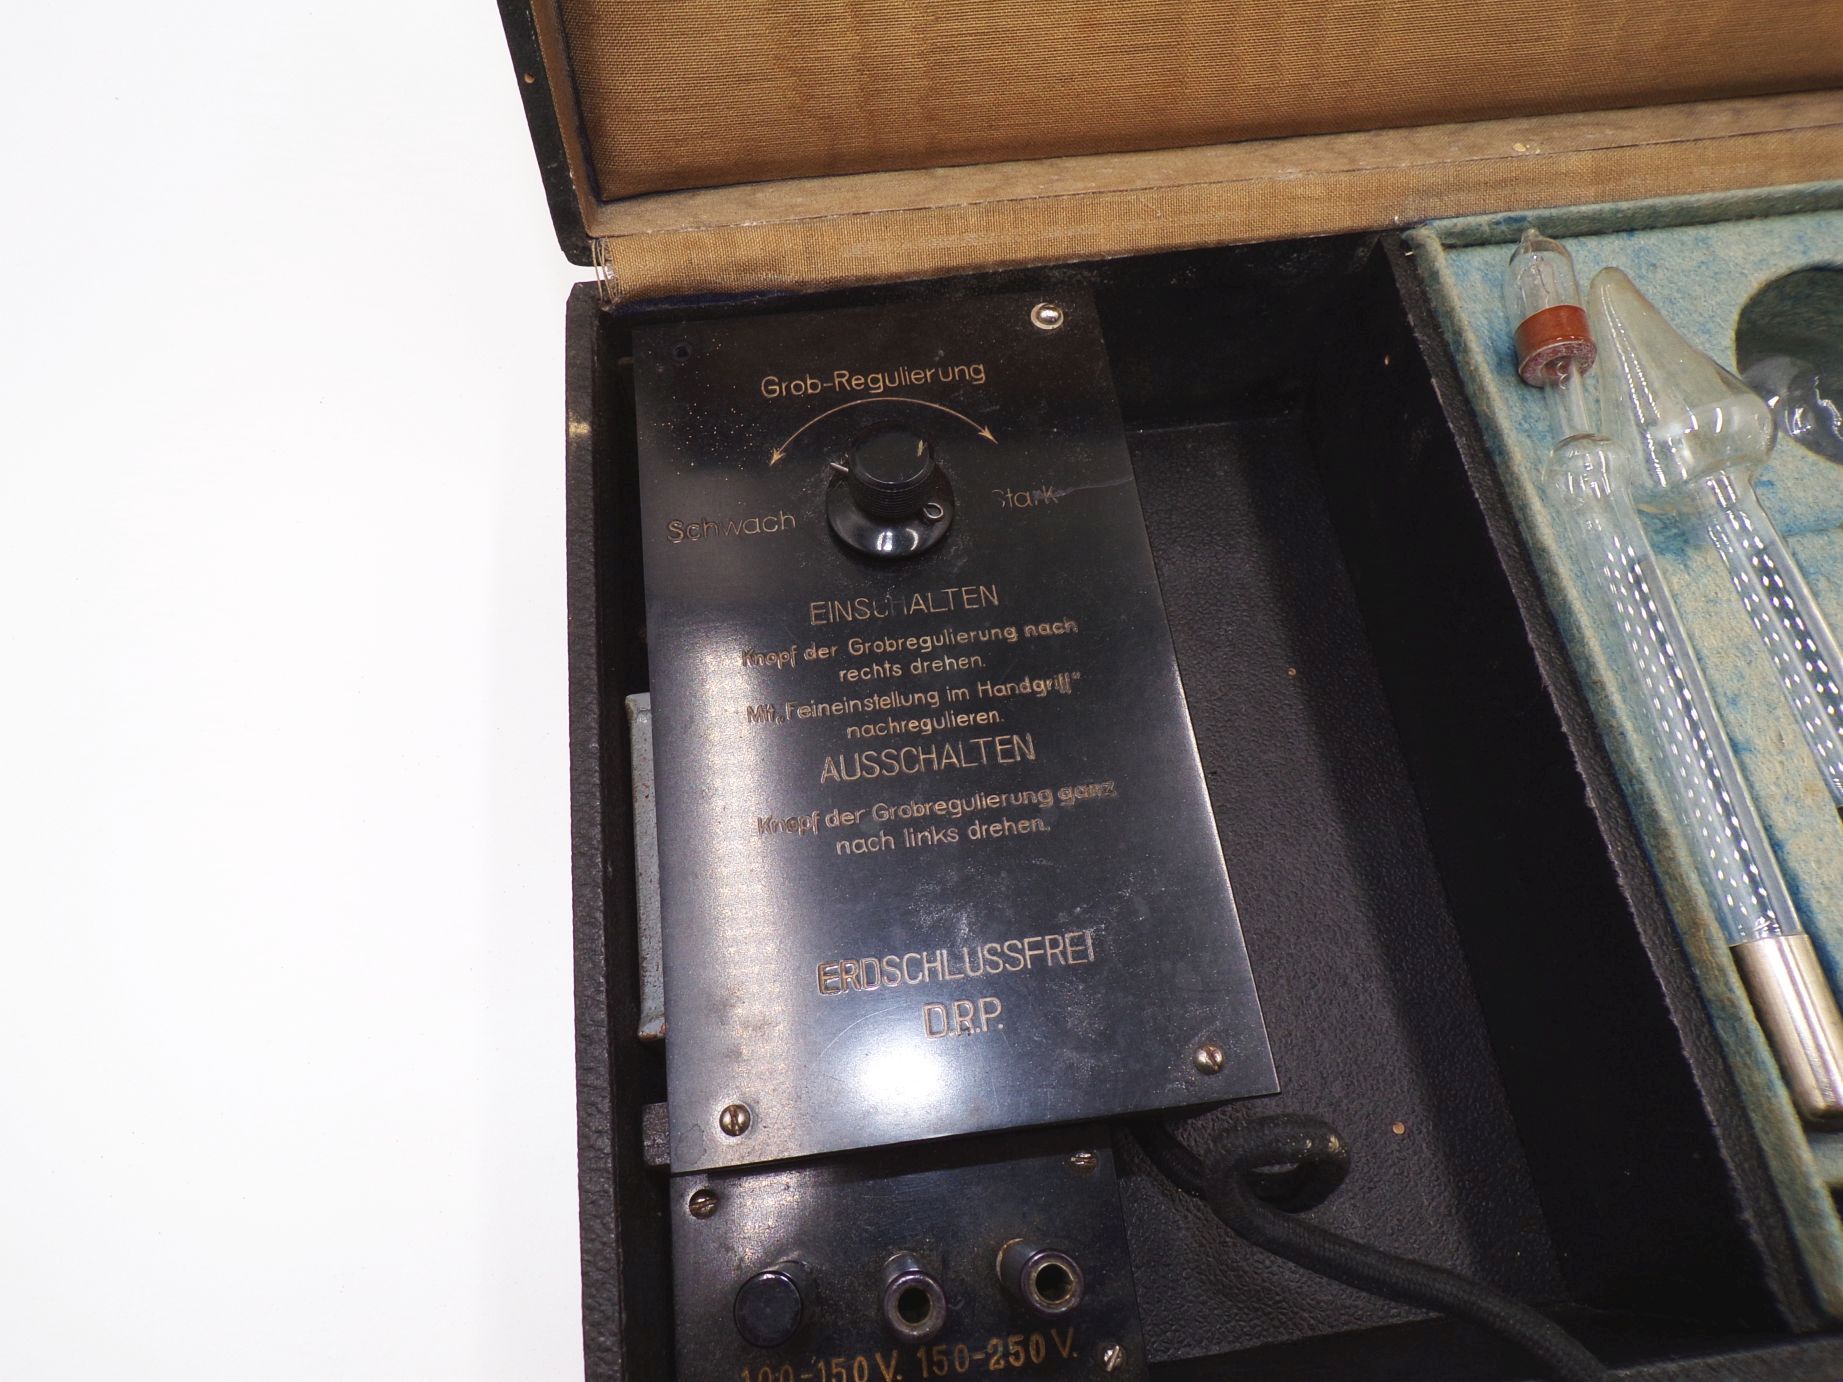 Grob-Regulierung
Schwach Stark
EINSCHALTEN
Knopf der Grobregulierung nach
rechts drehen.
Mit „Feineinstellung im Handgriff“
nachregulieren.
AUSSCHALTEN
Knopf der Grobregulierung ganz
nach links drehen.
ERDSCHLUSSFREI
D.R.P.
100-150 V. 150-250 V.